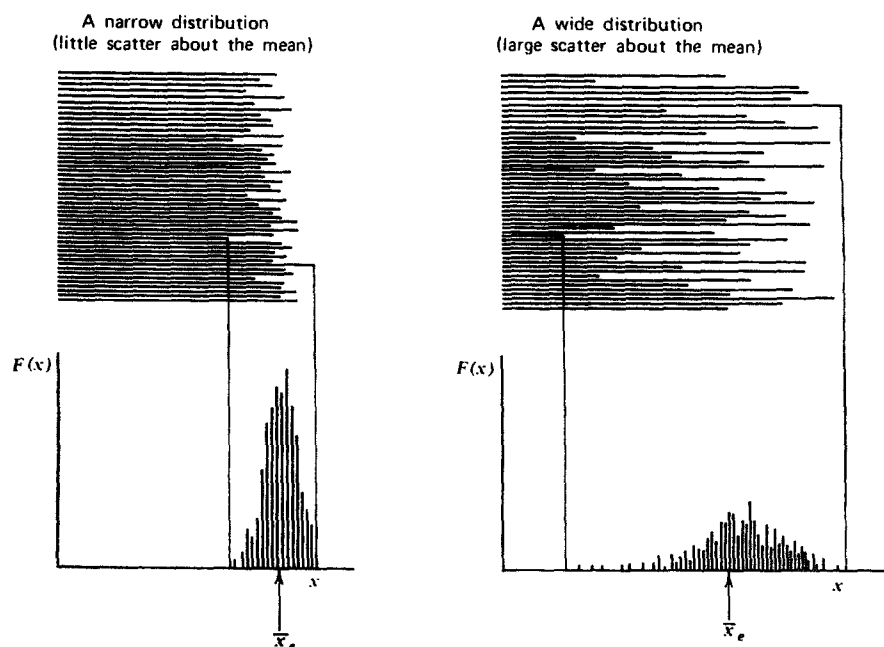 A narrow distribution
(little scatter about the mean)
A wide distribution
(large scatter about the mean)
F(x)
x
x̄e
F(x)
x
x̄e